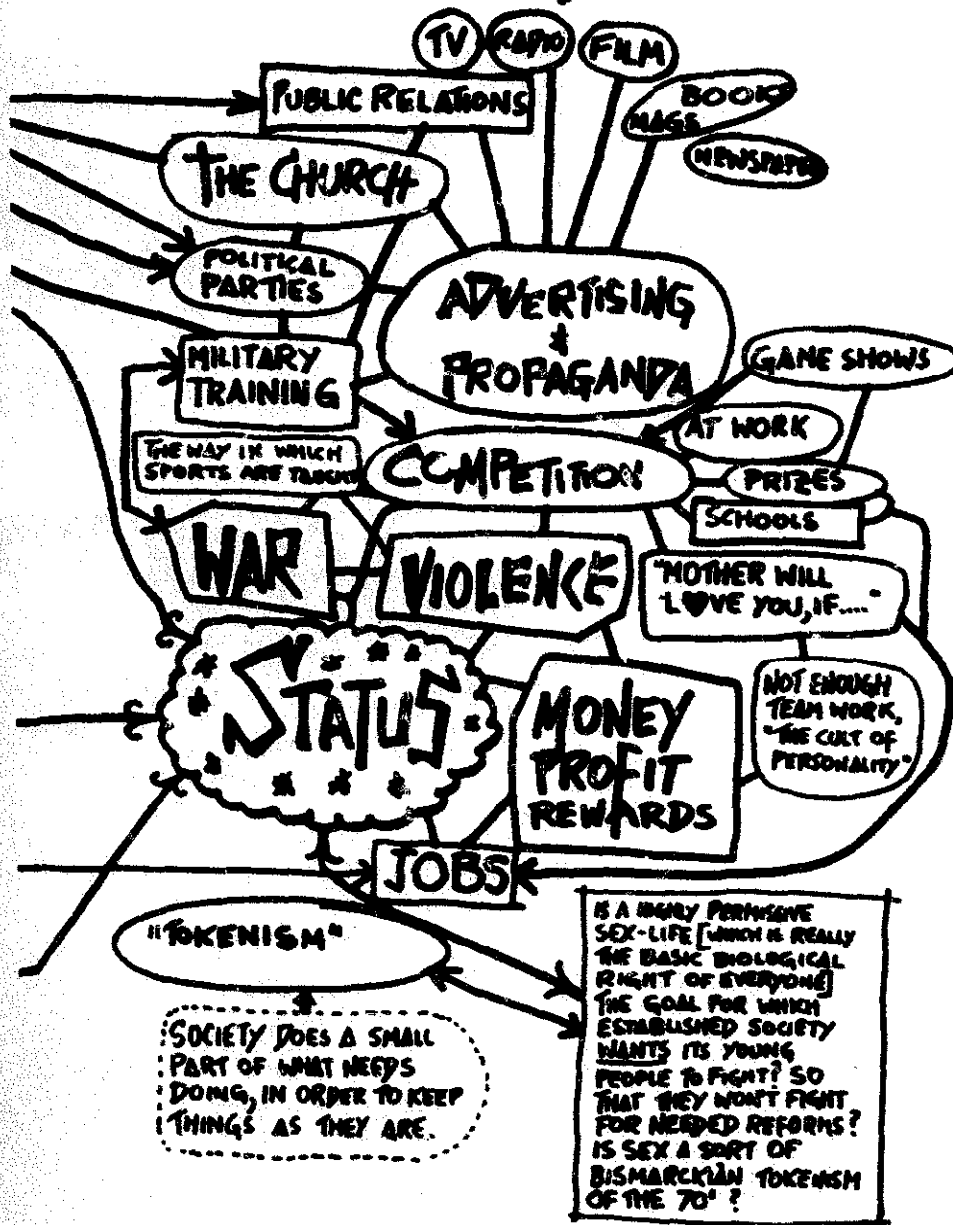 TV
RADIO
FILM
BOOKS
MAGS
NEWSPAPER
PUBLIC RELATIONS
THE CHURCH
POLITICAL
PARTIES
ADVERTISING
&
PROPAGANDA
MILITARY
TRAINING
GAME SHOWS
AT WORK
THE WAY IN WHICH
SPORTS ARE TAUGHT
COMPETITION
PRIZES
SCHOOLS
WAR
VIOLENCE
"MOTHER WILL
L♥VE YOU, IF...."
STATUS
MONEY
PROFIT
REWARDS
NOT ENOUGH
TEAM WORK,
"THE CULT OF
PERSONALITY"
JOBS
"TOKENISM"
SOCIETY DOES A SMALL
PART OF WHAT NEEDS
DOING, IN ORDER TO KEEP
THINGS AS THEY ARE.
IS A HIGHLY PERMISSIVE
SEX-LIFE [WHICH IS REALLY
THE BASIC BIOLOGICAL
RIGHT OF EVERYONE]
THE GOAL FOR WHICH
ESTABLISHED SOCIETY
WANTS ITS YOUNG
PEOPLE TO FIGHT? SO
THAT THEY WON'T FIGHT
FOR NEEDED REFORMS?
IS SEX A SORT OF
BISMARCKIAN TOKENISM
OF THE 70' ?